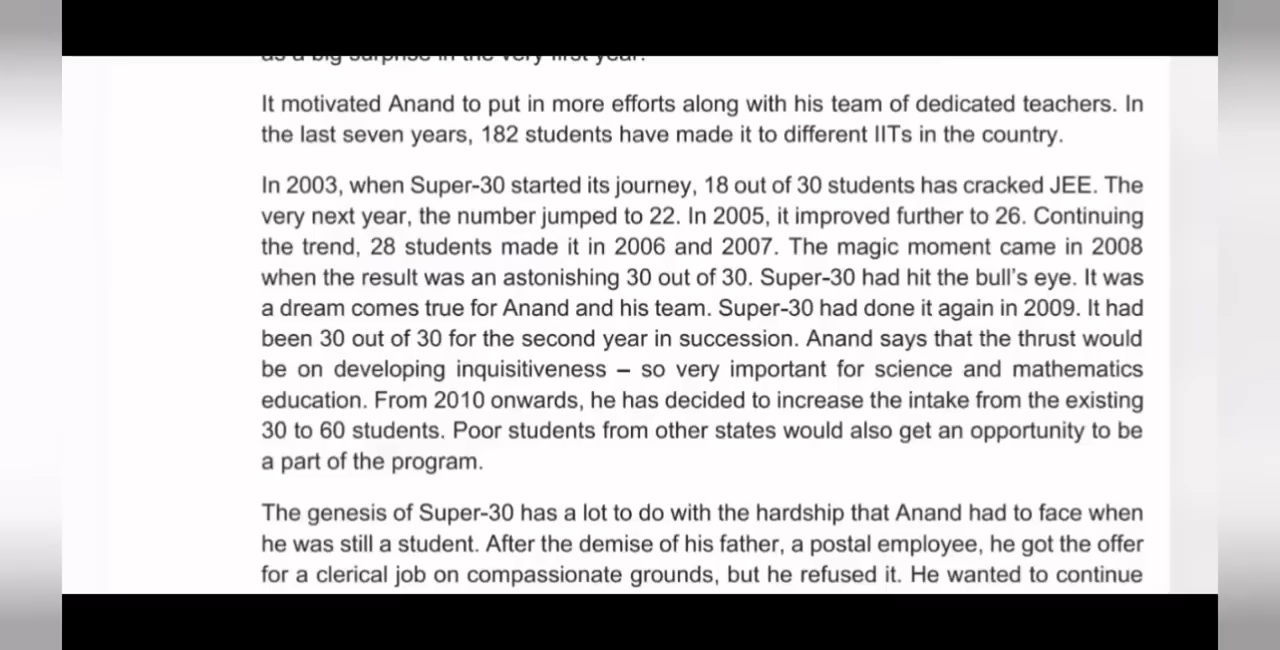 as a big surprise in the very first year.
It motivated Anand to put in more efforts along with his team of dedicated teachers. In
the last seven years, 182 students have made it to different IITs in the country.
In 2003, when Super-30 started its journey, 18 out of 30 students has cracked JEE. The
very next year, the number jumped to 22. In 2005, it improved further to 26. Continuing
the trend, 28 students made it in 2006 and 2007. The magic moment came in 2008
when the result was an astonishing 30 out of 30. Super-30 had hit the bull's eye. It was
a dream comes true for Anand and his team. Super-30 had done it again in 2009. It had
been 30 out of 30 for the second year in succession. Anand says that the thrust would
be on developing inquisitiveness – so very important for science and mathematics
education. From 2010 onwards, he has decided to increase the intake from the existing
30 to 60 students. Poor students from other states would also get an opportunity to be
a part of the program.
The genesis of Super-30 has a lot to do with the hardship that Anand had to face when
he was still a student. After the demise of his father, a postal employee, he got the offer
for a clerical job on compassionate grounds, but he refused it. He wanted to continue